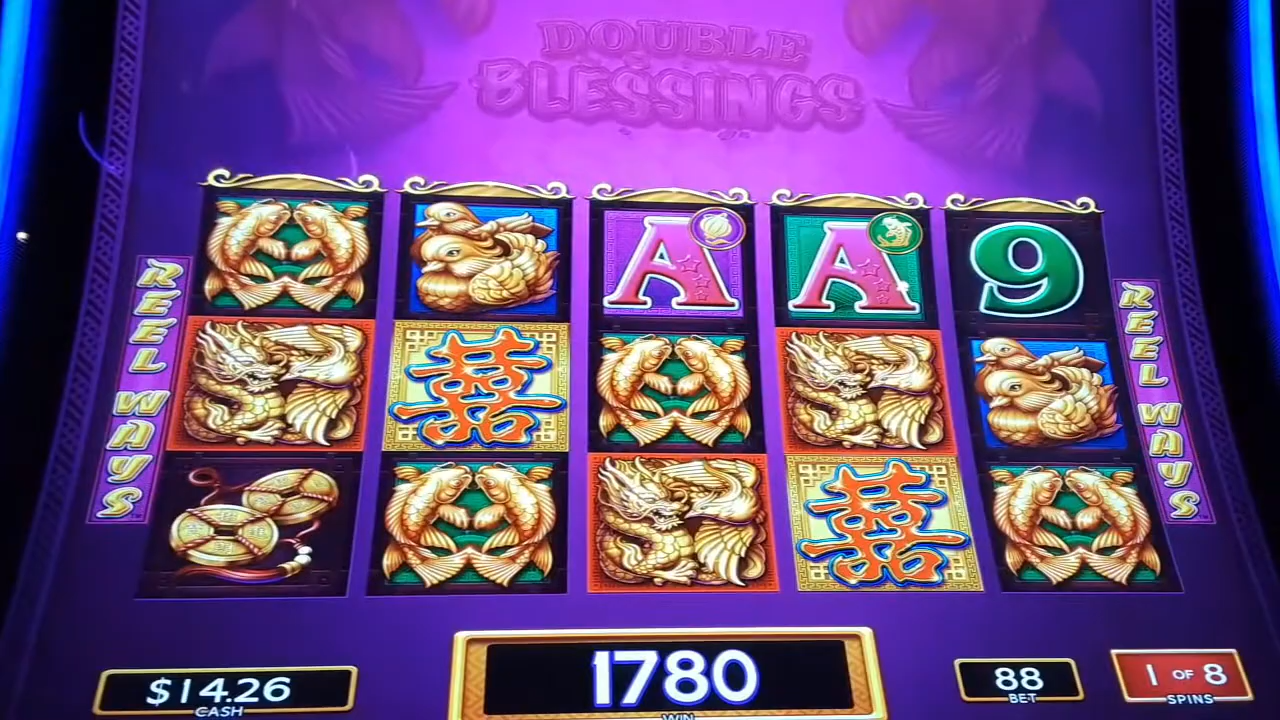 DOUBLE
BLESSINGS
A
A
9
REEL WAYS
REEL WAYS
囍
囍
$14.26
CASH
1780
WIN
88
BET
1 OF 8
SPINS